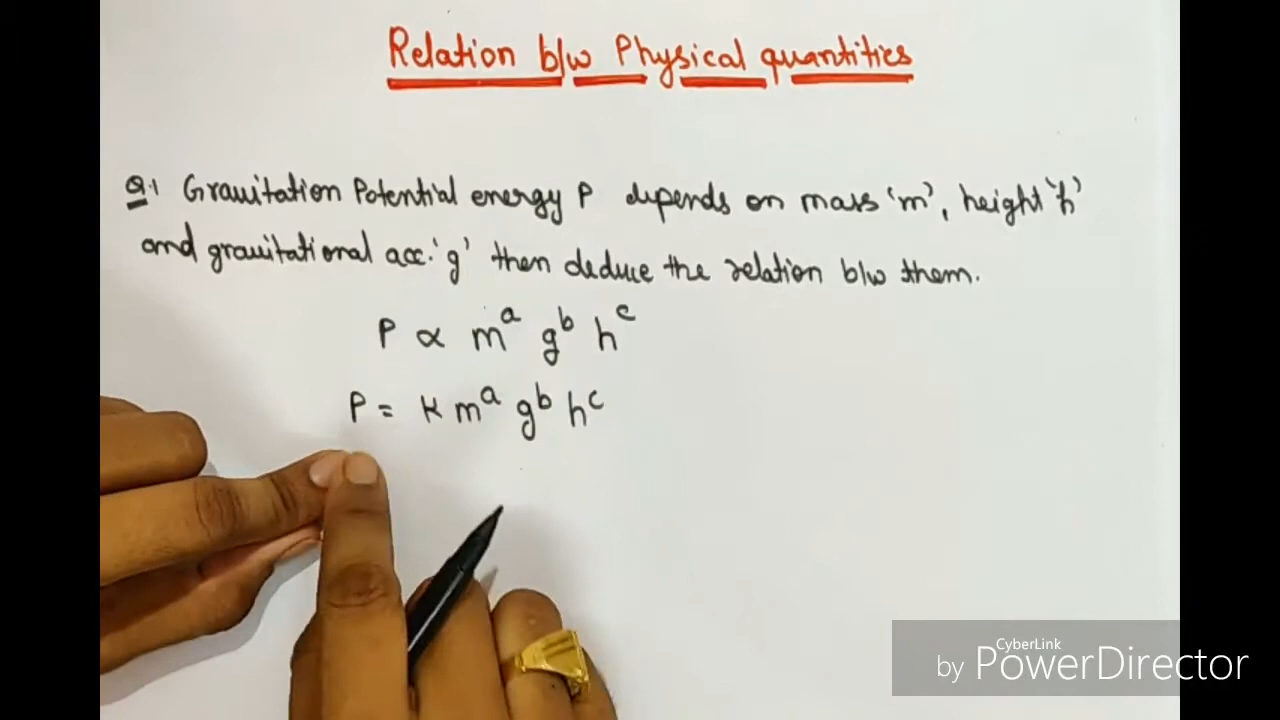 Relation b/w Physical quantities
Q.1 Gravitation Potential energy P depends on mass 'm', height 'h'
and gravitational acc. 'g' then deduce the relation b/w them.
P ∝ m^a g^b h^c
P = K m^a g^b h^c
CyberLink
by PowerDirector